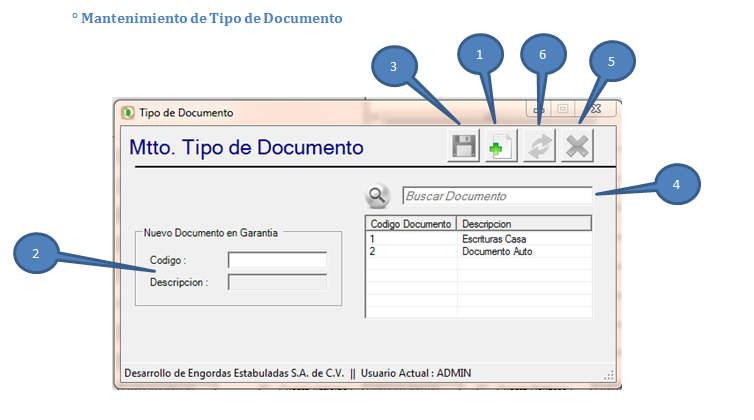 ° Mantenimiento de Tipo de Documento
6
1
5
3
Tipo de Documento
Mtto. Tipo de Documento
4
Buscar Documento
Codigo Documento Descripcion
Nuevo Documento en Garantia
1 Escrituras Casa
2
2 Documento Auto
Codigo :
Descripcion :
Desarrollo de Engordas Estabuladas S.A. de C.V. || Usuario Actual : ADMIN